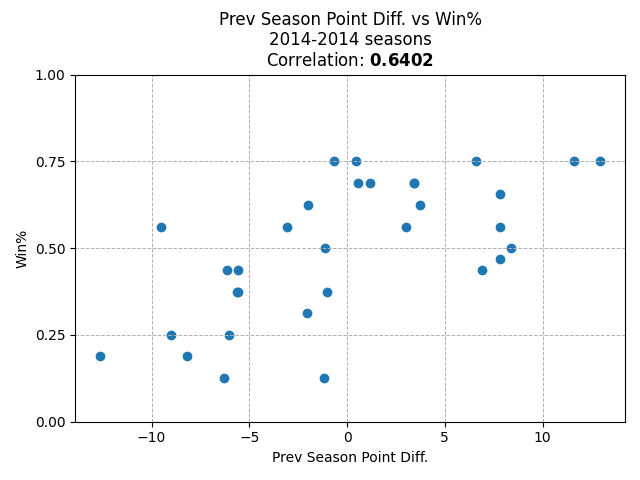 Prev Season Point Diff. vs Win%
2014-2014 seasons
Correlation: 0.6402
1.00
0.75
0.50
0.25
0.00
Win%
−10
−5
0
5
10
Prev Season Point Diff.